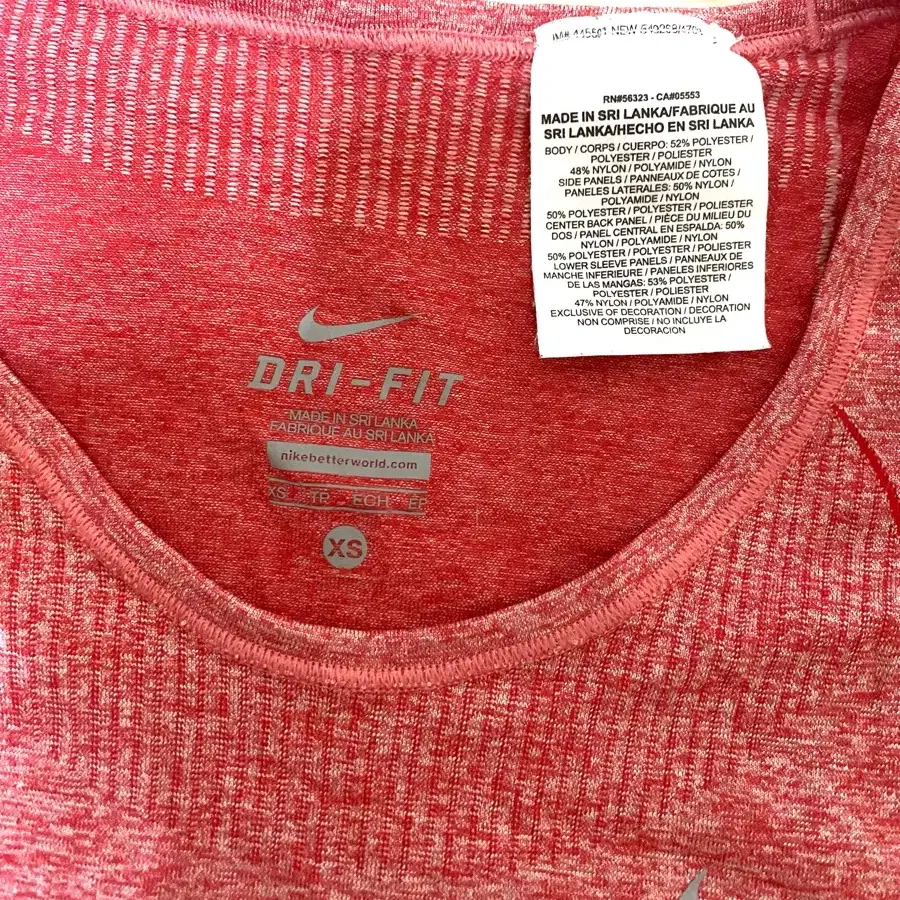 RN#56323 - CA#05553
MADE IN SRI LANKA/FABRIQUE AU
SRI LANKA/HECHO EN SRI LANKA
BODY / CORPS / CUERPO: 52% POLYESTER /
POLYESTER / POLIESTER
48% NYLON / POLYAMIDE / NYLON
SIDE PANELS / PANNEAUX DE COTES /
PANELES LATERALES: 50% NYLON /
POLYAMIDE / NYLON
50% POLYESTER / POLYESTER / POLIESTER
CENTER BACK PANEL / PIÈCE DU MILIEU DU
DOS / PANEL CENTRAL EN ESPALDA: 50%
NYLON / POLYAMIDE / NYLON
50% POLYESTER / POLYESTER / POLIESTER
LOWER SLEEVE PANELS / PANNEAUX DE
MANCHE INFERIEURE / PANELES INFERIORES
DE LAS MANGAS: 53% POLYESTER /
POLYESTER / POLIESTER
47% NYLON / POLYAMIDE / NYLON
EXCLUSIVE OF DECORATION / DECORATION
NON COMPRISE / NO INCLUYE LA
DECORACION
DRI-FIT
MADE IN SRI LANKA
FABRIQUE AU SRI LANKA
nikebetterworld.com
XS TP ECH EP
XS